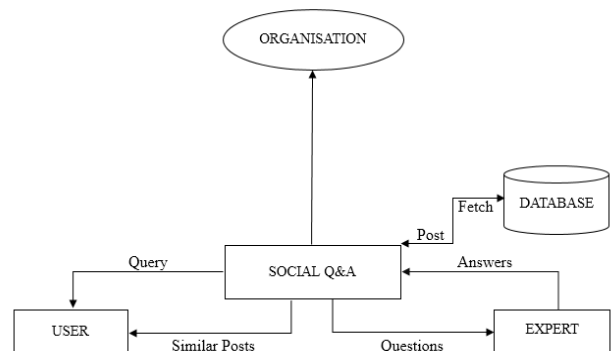 ORGANISATION
DATABASE
Fetch
Post
Query
SOCIAL Q&A
Answers
USER
Similar Posts
Questions
EXPERT